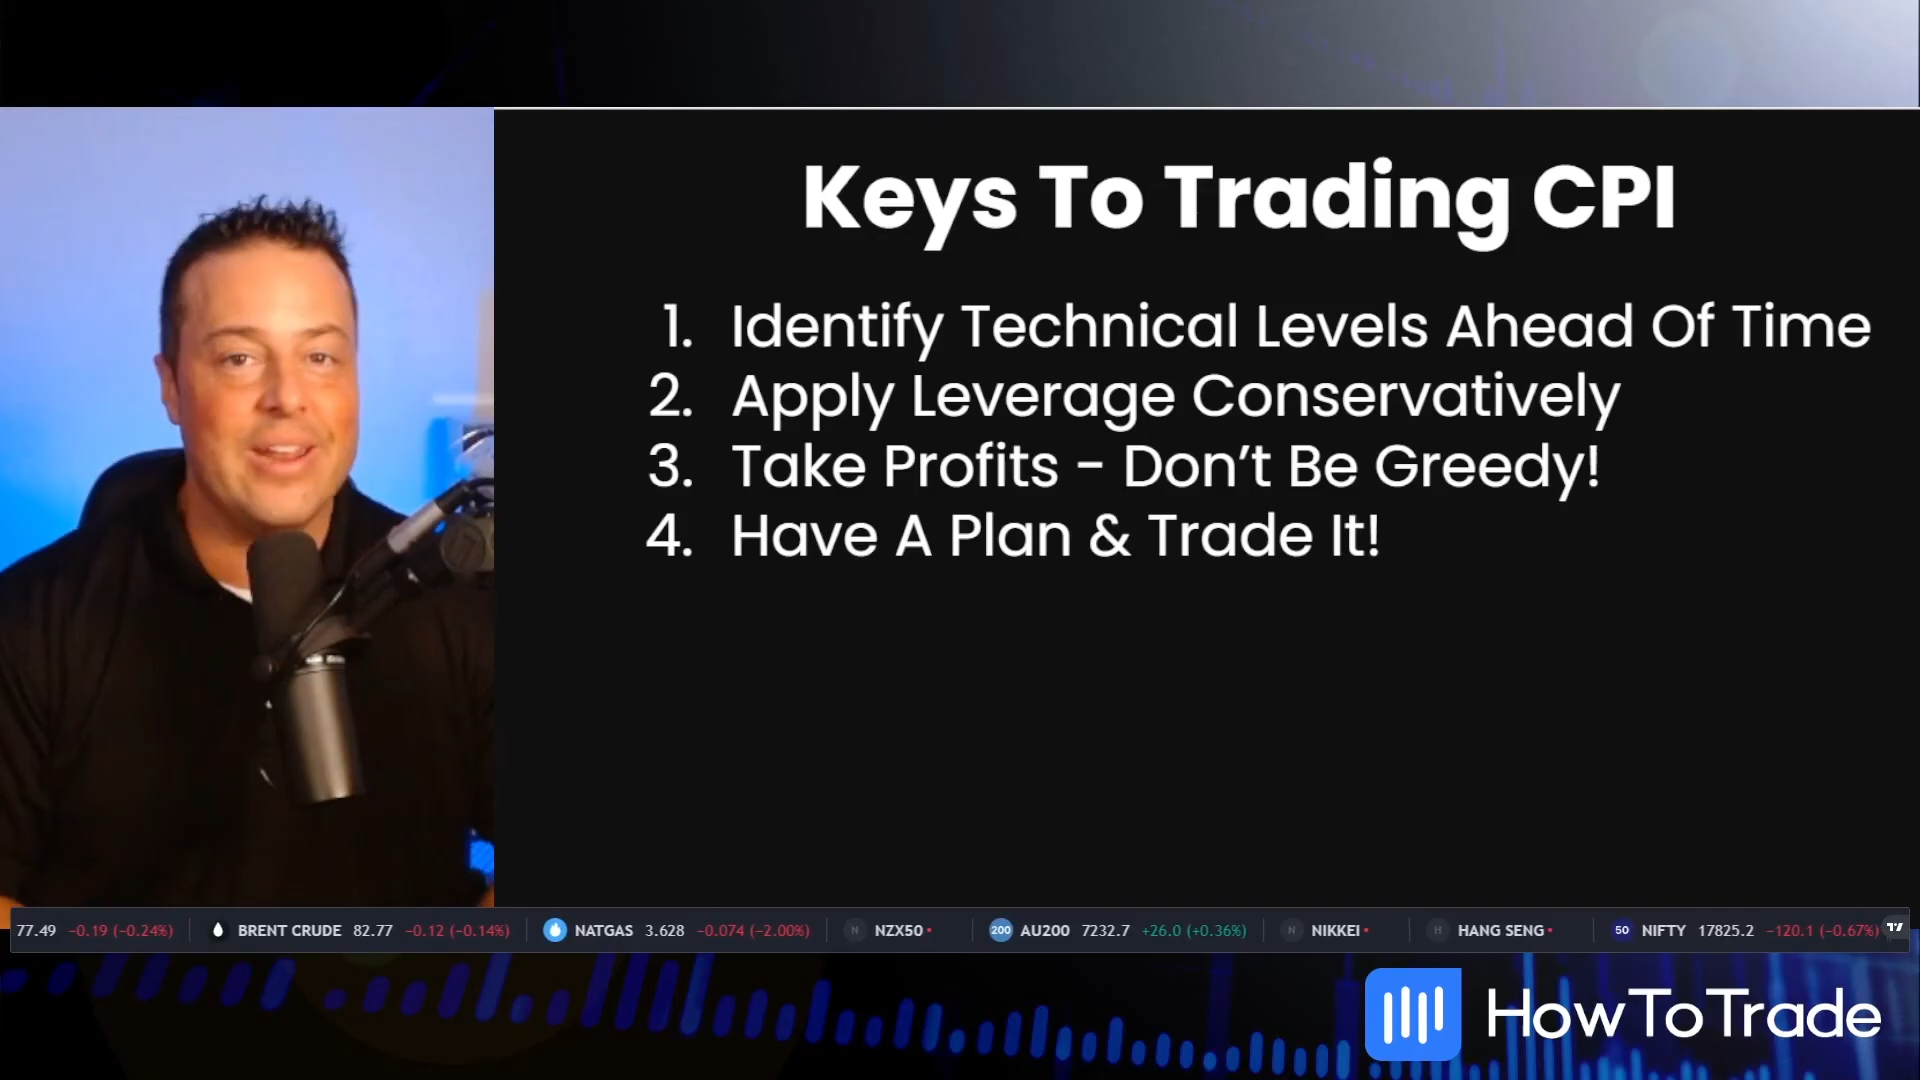 Keys To Trading CPI
1. Identify Technical Levels Ahead Of Time
2. Apply Leverage Conservatively
3. Take Profits - Don't Be Greedy!
4. Have A Plan & Trade It!
77.49 −0.19 (−0.24%) BRENT CRUDE 82.77 −0.12 (−0.14%) NATGAS 3.628 −0.074 (−2.00%) N NZX50 200 AU200 7232.7 +26.0 (+0.36%) N NIKKEI H HANG SENG 50 NIFTY 17825.2 −120.1 (−0.67%)
HowToTrade